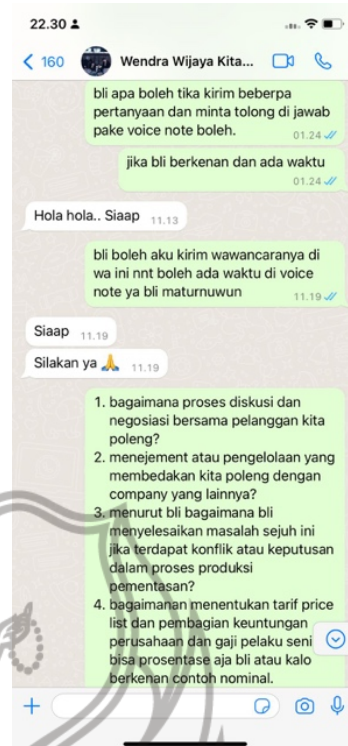 22.30
160
Wendra Wijaya Kita...
bli apa boleh tika kirim beberpa
pertanyaan dan minta tolong di jawab
pake voice note boleh.
01.24
jika bli berkenan dan ada waktu
01.24
Hola hola.. Siaap 11.13
bli boleh aku kirim wawancaranya di
wa ini nnt boleh ada waktu di voice
note ya bli maturnuwun
11.19
Siaap 11.19
Silakan ya 🙏 11.19
1. bagaimana proses diskusi dan
negosiasi bersama pelanggan kita
poleng?
2. menejement atau pengelolaan yang
membedakan kita poleng dengan
company yang lainnya?
3. menurut bli bagaimana bli
menyelesaikan masalah sejuh ini
jika terdapat konflik atau keputusan
dalam proses produksi
pementasan?
4. bagaimanan menentukan tarif price
list dan pembagian keuntungan
perusahaan dan gaji pelaku seni
bisa prosentase aja bli atau kalo
berkenan contoh nominal.